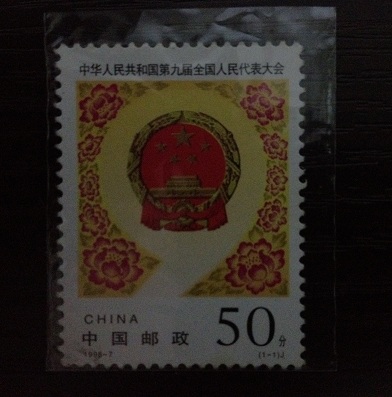 中华人民共和国第九届全国人民代表大会
CHINA
中国邮政
50分
1998-7
(1-1)J